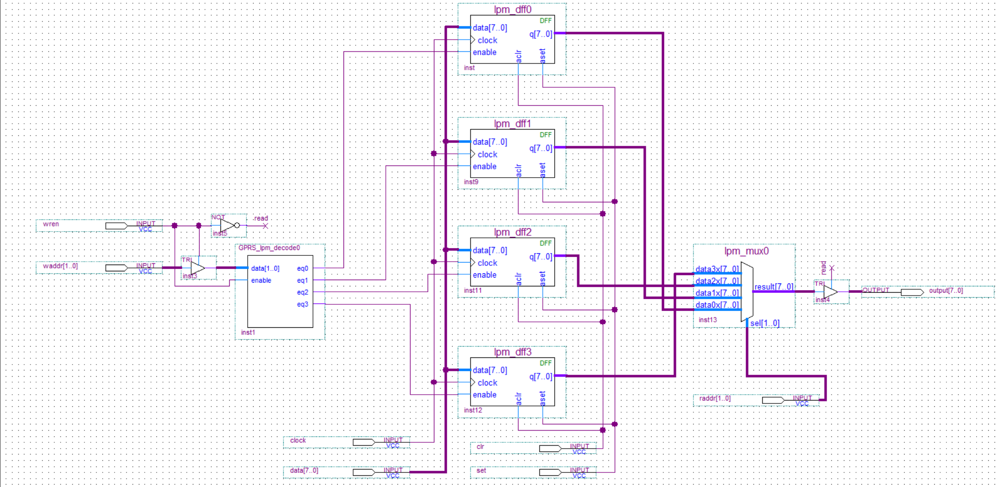 lpm_dff0
DFF
data[7..0]
q[7..0]
clock
enable
aclr
aset
inst
lpm_dff1
DFF
data[7..0]
q[7..0]
clock
enable
aclr
aset
inst9
wren
INPUT
VCC
NOT
inst5
read
waddr[1..0]
INPUT
VCC
TRI
inst3
GPRS_lpm_decode0
data[1..0]
enable
eq0
eq1
eq2
eq3
inst1
lpm_dff2
DFF
data[7..0]
q[7..0]
clock
enable
aclr
aset
inst11
lpm_mux0
data3x[7..0]
data2x[7..0]
data1x[7..0]
data0x[7..0]
result[7..0]
sel[1..0]
inst13
read
TRI
inst4
OUTPUT
output[7..0]
lpm_dff3
DFF
data[7..0]
q[7..0]
clock
enable
aclr
aset
inst12
raddr[1..0]
INPUT
VCC
clock
INPUT
VCC
clr
INPUT
VCC
data[7..0]
INPUT
VCC
set
INPUT
VCC